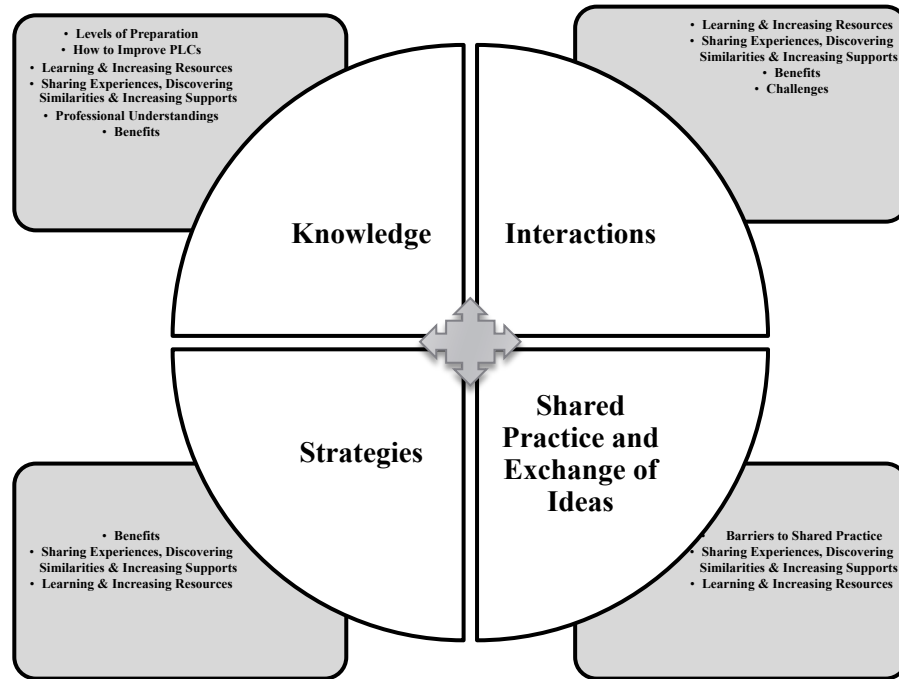 • Levels of Preparation
• How to Improve PLCs
• Learning & Increasing Resources
• Sharing Experiences, Discovering
Similarities & Increasing Supports
• Professional Understandings
• Benefits
• Learning & Increasing Resources
• Sharing Experiences, Discovering
Similarities & Increasing Supports
• Benefits
• Challenges
Knowledge
Interactions
Strategies
Shared
Practice and
Exchange of
Ideas
• Benefits
• Sharing Experiences, Discovering
Similarities & Increasing Supports
• Learning & Increasing Resources
• Barriers to Shared Practice
• Sharing Experiences, Discovering
Similarities & Increasing Supports
• Learning & Increasing Resources